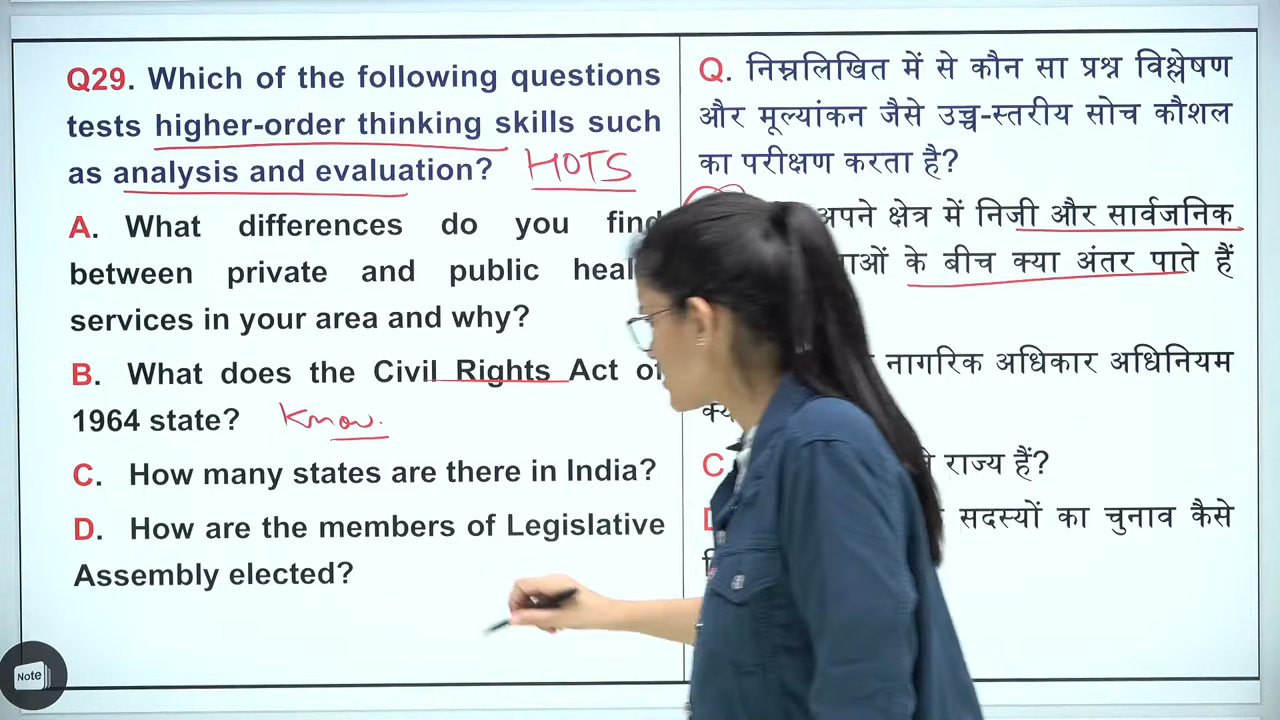 Q29. Which of the following questions
tests higher-order thinking skills such
as analysis and evaluation? HOTS
A. What differences do you find
between private and public heal
services in your area and why?
B. What does the Civil Rights Act of
1964 state? Know.
C. How many states are there in India?
D. How are the members of Legislative
Assembly elected?
Q. निम्नलिखित में से कौन सा प्रश्न विश्लेषण
और मूल्यांकन जैसे उच्च-स्तरीय सोच कौशल
का परीक्षण करता है?
अपने क्षेत्र में निजी और सार्वजनिक
के बीच क्या अंतर पाते हैं
नागरिक अधिकार अधिनियम
C
राज्य हैं?
D
सदस्यों का चुनाव कैसे
Note